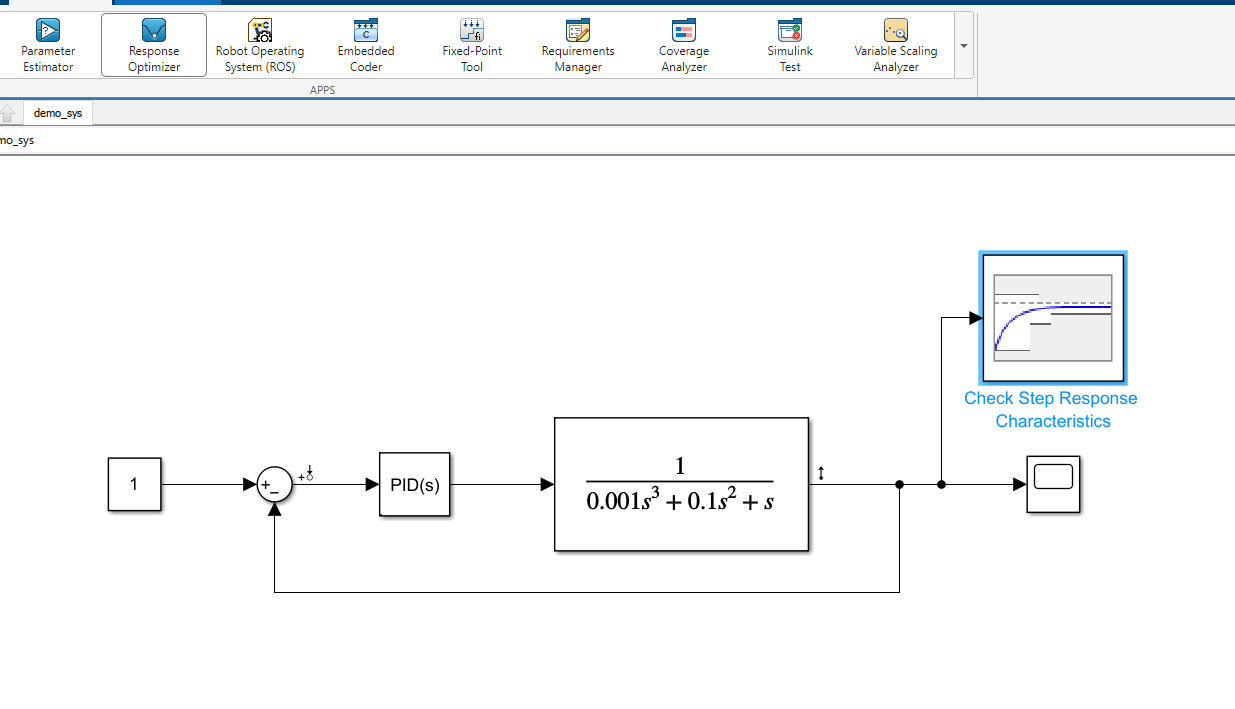 Parameter
Estimator
Response
Optimizer
Robot Operating
System (ROS)
C
Embedded
Coder
fi
Fixed-Point
Tool
Requirements
Manager
Coverage
Analyzer
Simulink
Test
Variable Scaling
Analyzer
APPS
demo_sys
mo_sys
Check Step Response
Characteristics
1
+
−
+
PID(s)
1
0.001s³ + 0.1s² + s